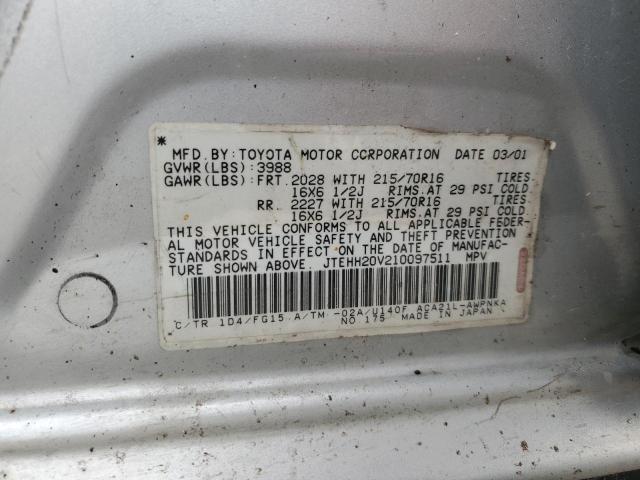 *
MFD.BY:TOYOTA MOTOR CORPORATION DATE 03/01
GVWR(LBS):3988
GAWR(LBS):FRT. 2028 WITH 215/70R16 TIRES
16X6 1/2J RIMS.AT 29 PSI COLD
RR. 2227 WITH 215/70R16 TIRES
16X6 1/2J RIMS.AT 29 PSI COLD.
THIS VEHICLE CONFORMS TO ALL APPLICABLE FEDER-
AL MOTOR VEHICLE SAFETY AND THEFT PREVENTION
STANDARDS IN EFFECT ON THE DATE OF MANUFAC-
TURE SHOWN ABOVE. JTEHH20V210097511 MPV
C/TR 1D4/FG15 A/TM -02A/U140F ACA21L-AWPNKA
NO.175 MADE IN JAPAN